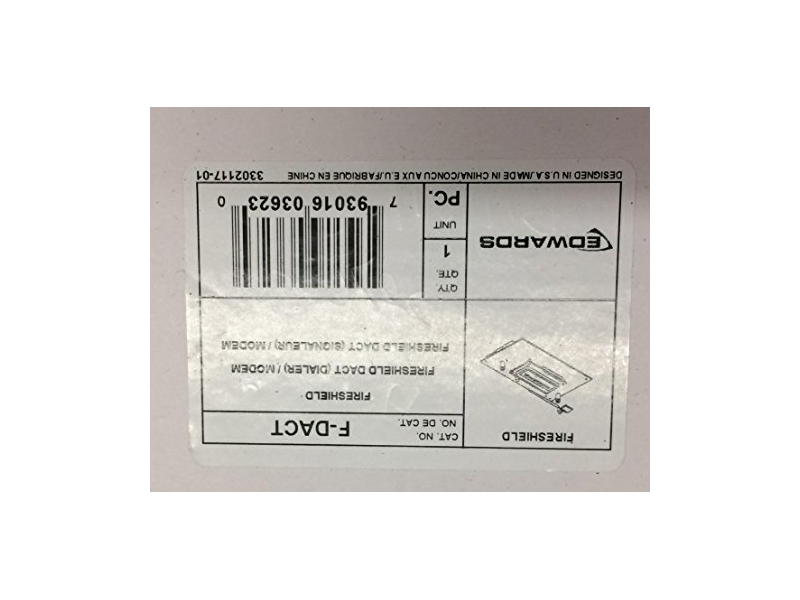 FIRESHIELD
CAT. NO.
NO. DE CAT.
F-DACT
FIRESHIELD
FIRESHIELD DACT (DIALER) / MODEM
FIRESHIELD DACT (SIGNALEUR) / MODEM
EDWARDS
QTY.
QTE.
1
UNIT
PC.
7 93016 03623 0
DESIGNED IN U.S.A./MADE IN CHINA/CONCU AUX E.U./FABRIQUE EN CHINE 3302117-01